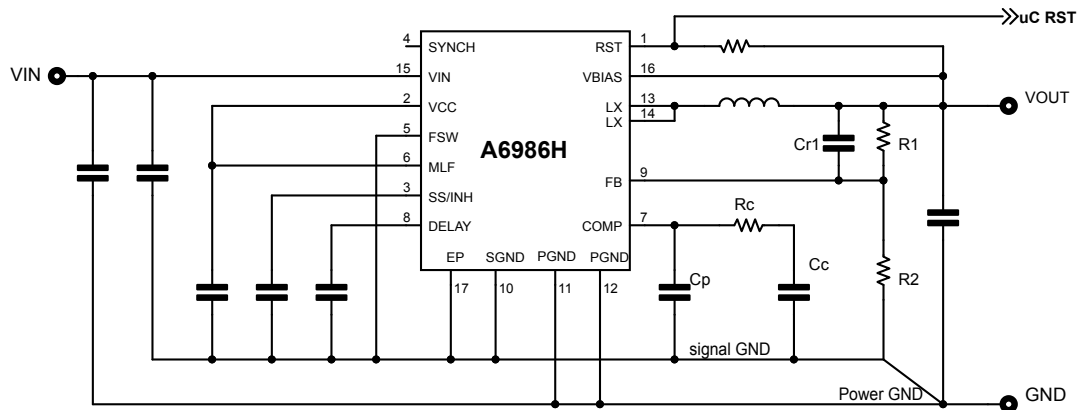 uC RST
4
SYNCH
RST
1
VIN
15
VIN
VBIAS
16
2
VCC
LX
13
VOUT
LX
14
5
FSW
A6986H
Cr1
R1
6
MLF
FB
9
3
SS/INH
Rc
8
DELAY
COMP
7
EP
SGND
PGND
PGND
Cp
Cc
R2
17
10
11
12
signal GND
Power GND
GND